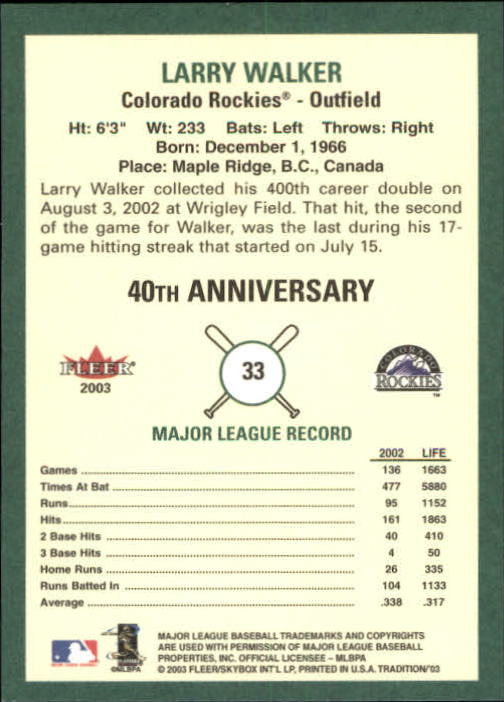 LARRY WALKER
Colorado Rockies® - Outfield
Ht: 6'3" Wt: 233 Bats: Left Throws: Right
Born: December 1, 1966
Place: Maple Ridge, B.C., Canada
Larry Walker collected his 400th career double on
August 3, 2002 at Wrigley Field. That hit, the second
of the game for Walker, was the last during his 17-
game hitting streak that started on July 15.
40TH ANNIVERSARY
FLEER
2003
33
COLORADO
ROCKIES
™
MAJOR LEAGUE RECORD
2002 LIFE
Games 136 1663
Times At Bat 477 5880
Runs 95 1152
Hits 161 1863
2 Base Hits 40 410
3 Base Hits 4 50
Home Runs 26 335
Runs Batted In 104 1133
Average .338 .317
©MLBPA
MAJOR LEAGUE BASEBALL TRADEMARKS AND COPYRIGHTS
ARE USED WITH PERMISSION OF MAJOR LEAGUE BASEBALL
PROPERTIES, INC. OFFICIAL LICENSEE – MLBPA
© 2003 FLEER/SKYBOX INT'L LP, PRINTED IN U.S.A. TRADITION/'03